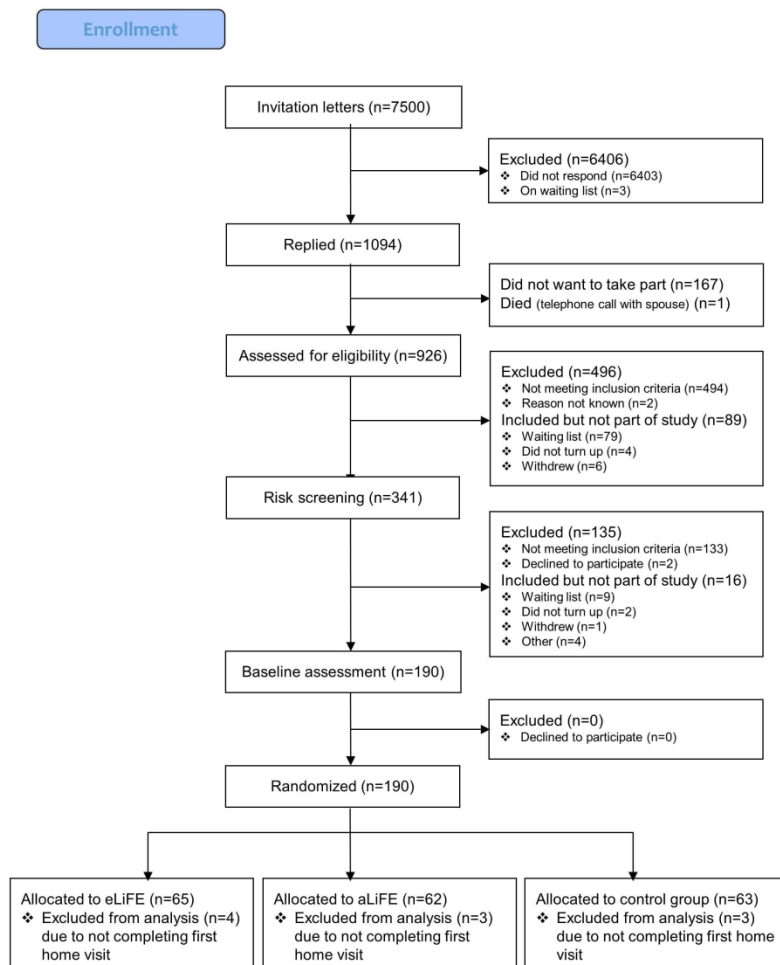 Enrollment
Invitation letters (n=7500)
Excluded (n=6406)
❖ Did not respond (n=6403)
❖ On waiting list (n=3)
Replied (n=1094)
Did not want to take part (n=167)
Died (telephone call with spouse) (n=1)
Assessed for eligibility (n=926)
Excluded (n=496)
❖ Not meeting inclusion criteria (n=494)
❖ Reason not known (n=2)
Included but not part of study (n=89)
❖ Waiting list (n=79)
❖ Did not turn up (n=4)
❖ Withdrew (n=6)
Risk screening (n=341)
Excluded (n=135)
❖ Not meeting inclusion criteria (n=133)
❖ Declined to participate (n=2)
Included but not part of study (n=16)
❖ Waiting list (n=9)
❖ Did not turn up (n=2)
❖ Withdrew (n=1)
❖ Other (n=4)
Baseline assessment (n=190)
Excluded (n=0)
❖ Declined to participate (n=0)
Randomized (n=190)
Allocated to eLiFE (n=65)
❖ Excluded from analysis (n=4)
due to not completing first
home visit
Allocated to aLiFE (n=62)
❖ Excluded from analysis (n=3)
due to not completing first
home visit
Allocated to control group (n=63)
❖ Excluded from analysis (n=3)
due to not completing first home
visit